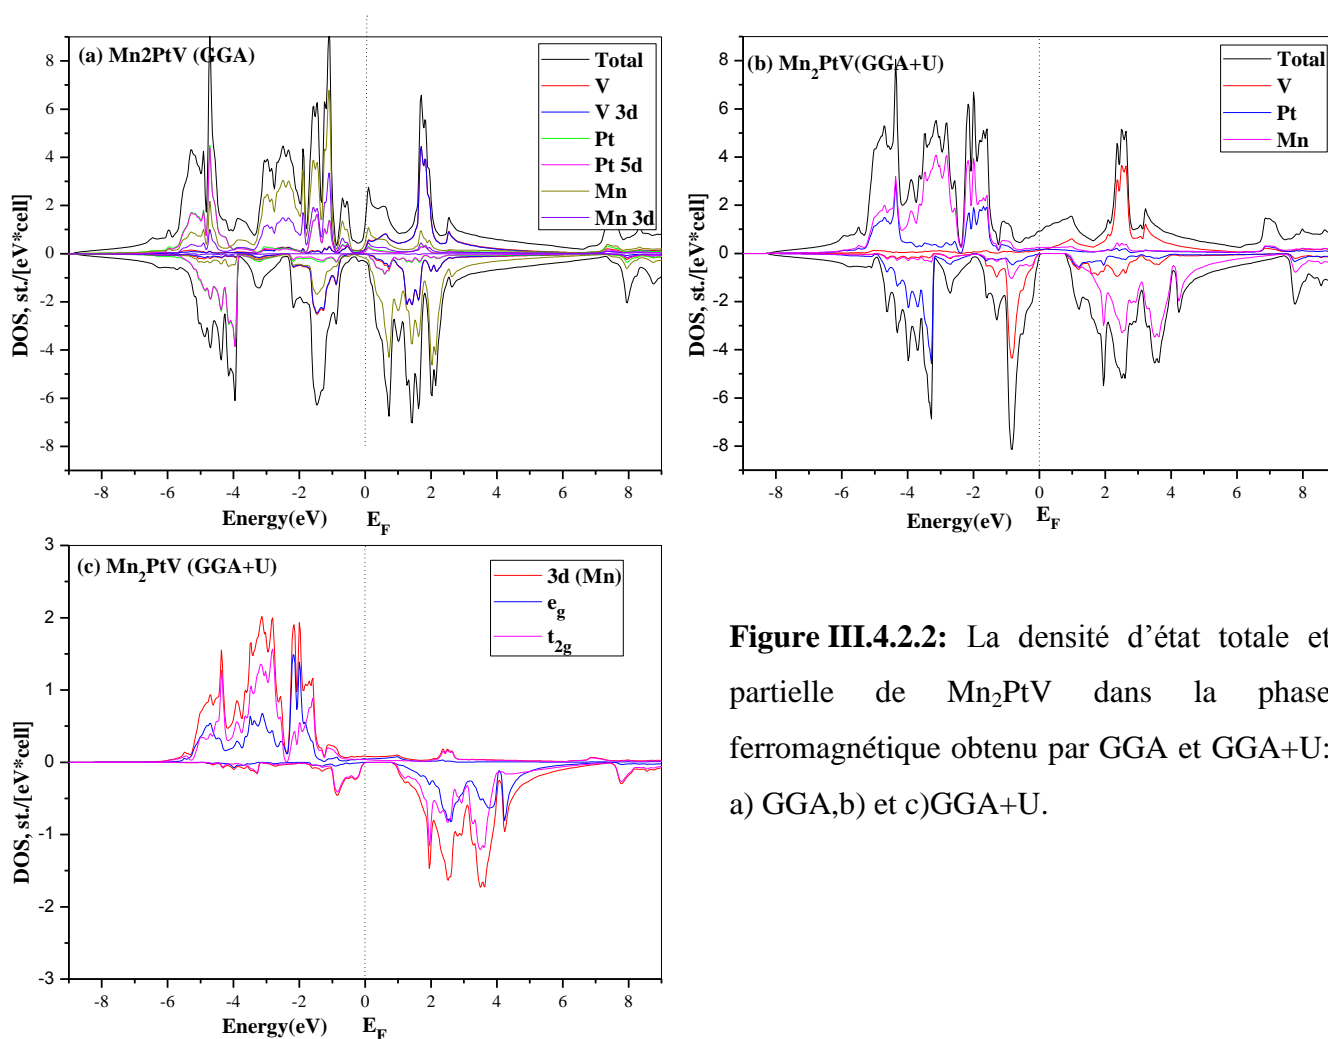 (a) Mn2PtV (GGA)
Total
V
V 3d
Pt
Pt 5d
Mn
Mn 3d
DOS, st./[eV*cell]
8
6
4
2
0
-2
-4
-6
-8
-8 -6 -4 -2 0 2 4 6 8
Energy(eV) E_F
(b) Mn₂PtV(GGA+U)
Total
V
Pt
Mn
DOS, st./[eV*cell]
8
6
4
2
0
-2
-4
-6
-8
-8 -6 -4 -2 0 2 4 6 8
Energy(eV) E_F
(c) Mn₂PtV (GGA+U)
3d (Mn)
e_g
t_2g
DOS, st./[eV*cell]
3
2
1
0
-1
-2
-3
-8 -6 -4 -2 0 2 4 6 8
Energy(eV) E_F
Figure III.4.2.2: La densité d’état totale et
partielle de Mn₂PtV dans la phase
ferromagnétique obtenu par GGA et GGA+U:
a) GGA,b) et c)GGA+U.